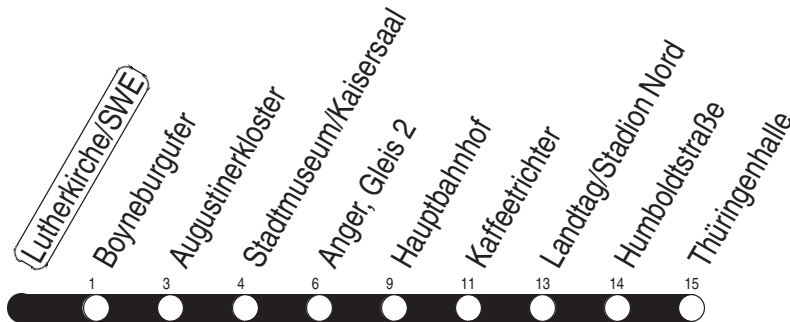 Lutherkirche/SWE
Boyneburgufer
Augustinerkloster
Stadtmuseum/Kaisersaal
Anger, Gleis 2
Hauptbahnhof
Kaffeetrichter
Landtag/Stadion Nord
Humboldtstraße
Thüringenhalle
1 3 4 6 9 11 13 14 15